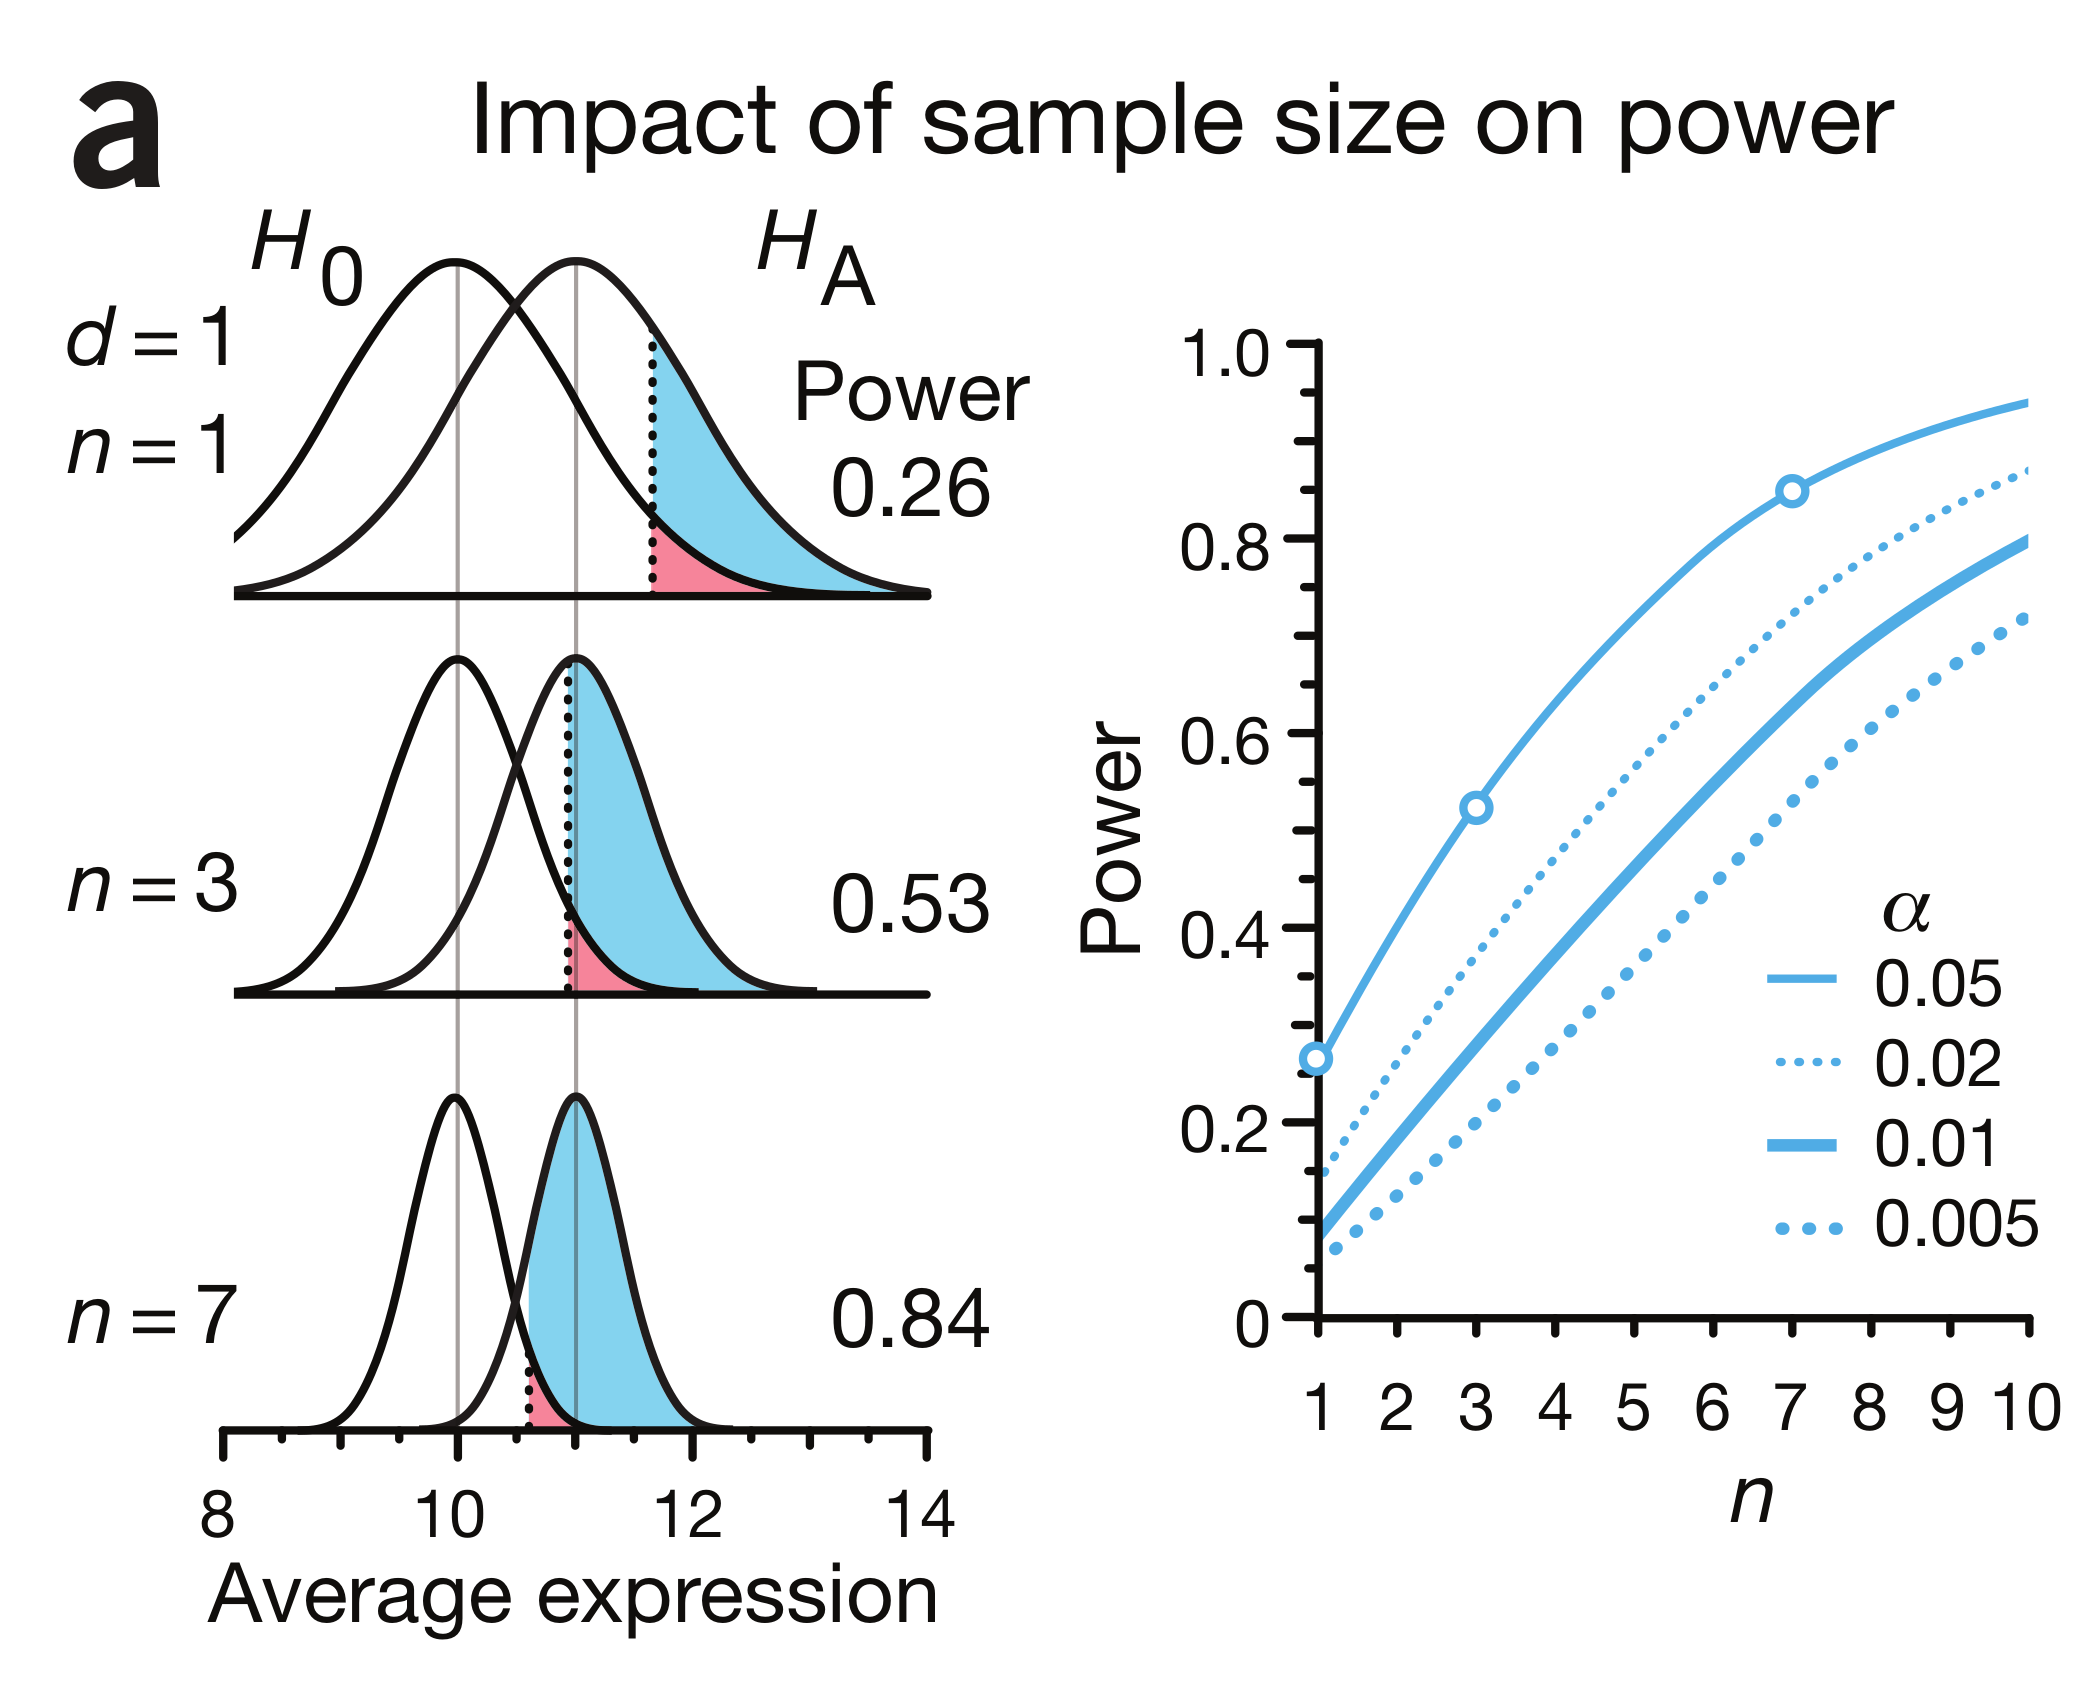 a
Impact of sample size on power
H0
HA
d = 1
n = 1
Power
0.26
n = 3
0.53
n = 7
0.84
8 10 12 14
Average expression
Power
1.0
0.8
0.6
0.4
0.2
0
1 2 3 4 5 6 7 8 9 10
n
α
0.05
0.02
0.01
0.005